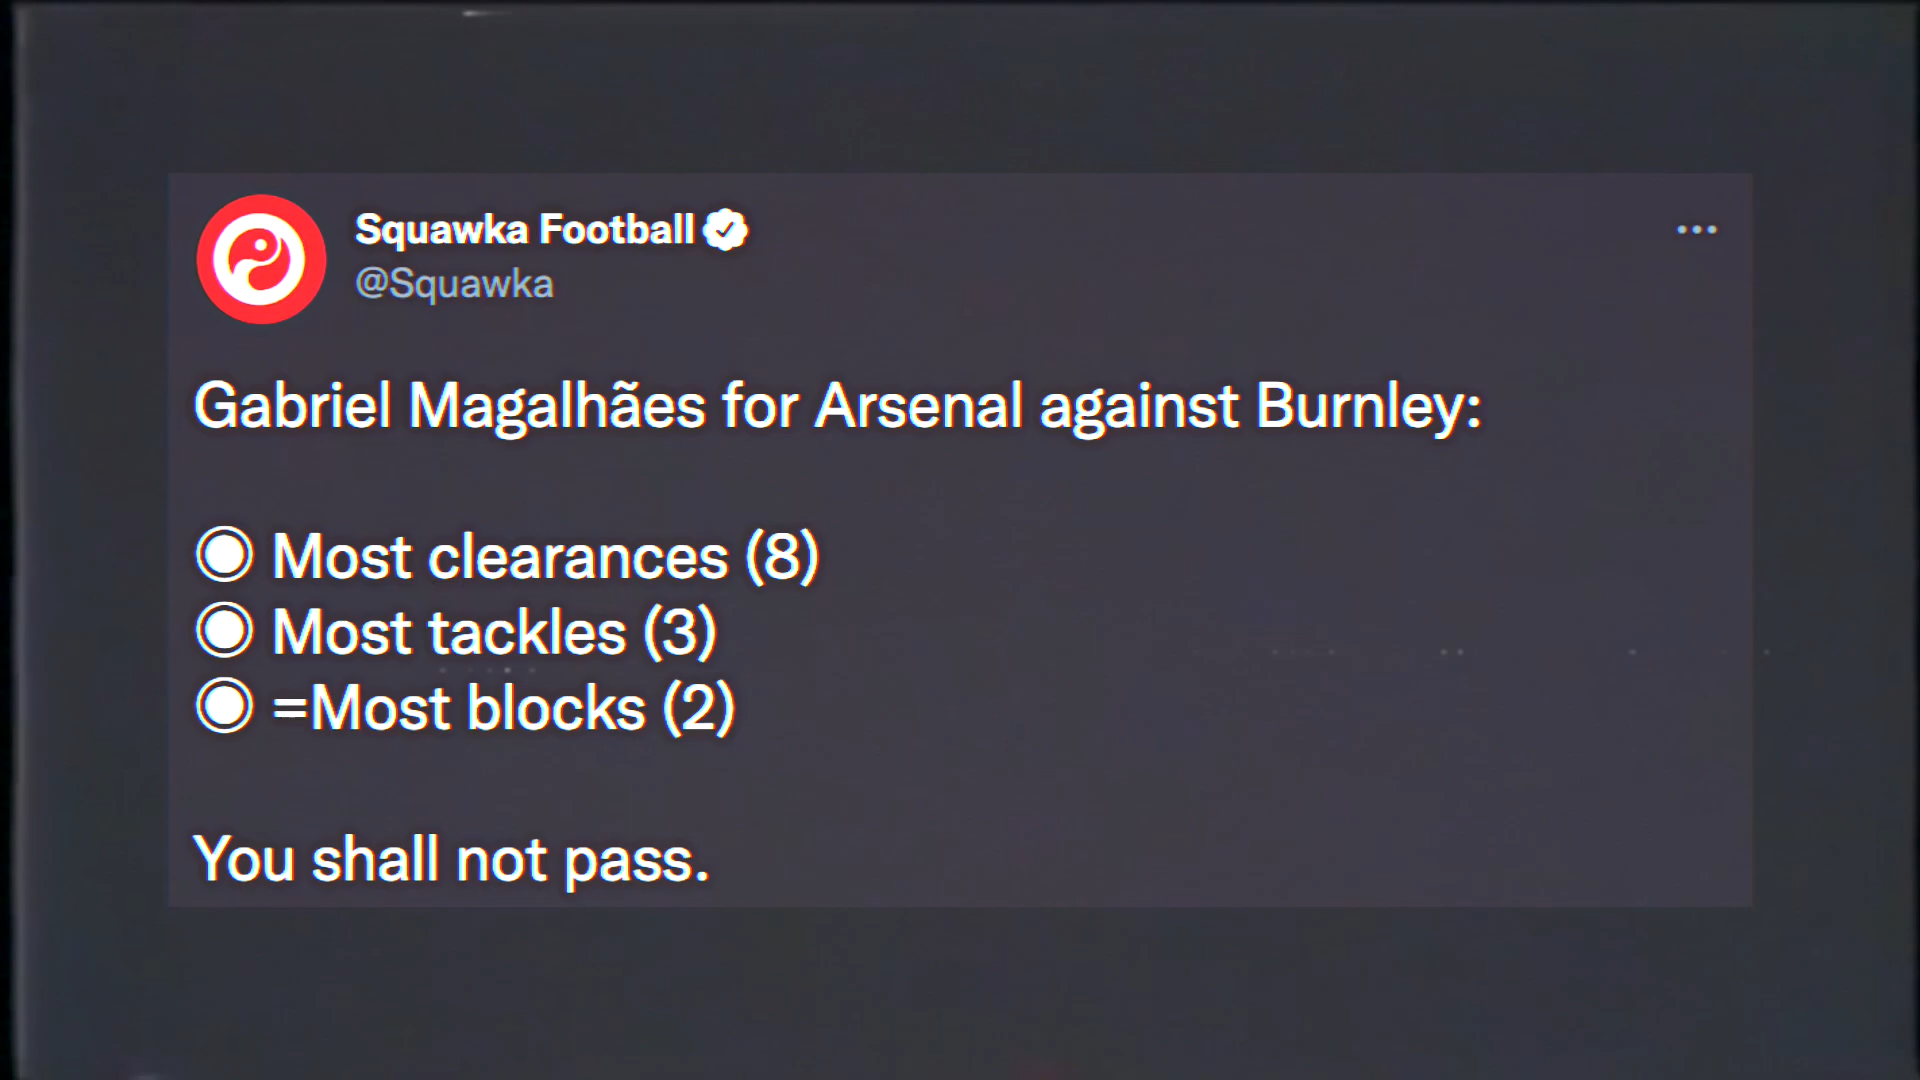 Squawka Football
@Squawka
Gabriel Magalhães for Arsenal against Burnley:
◉ Most clearances (8)
◉ Most tackles (3)
◉ =Most blocks (2)
You shall not pass.